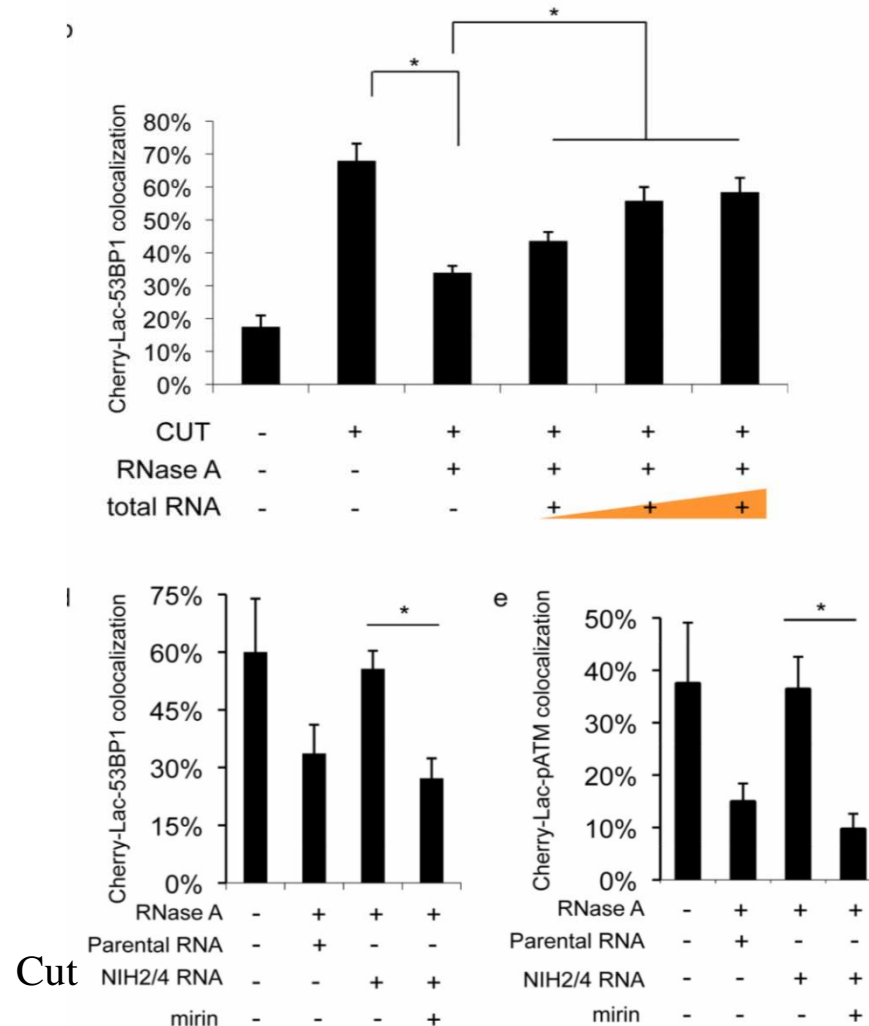 *
*
Cherry-Lac-53BP1 colocalization
80%
70%
60%
50%
40%
30%
20%
10%
0%
CUT - + + + + +
RNase A - - + + + +
total RNA - - - + + +
Cherry-Lac-53BP1 colocalization
75%
60%
45%
30%
15%
0%
*
RNase A - + + +
Parental RNA - + - -
Cut NIH2/4 RNA - - + +
mirin - - - +
e
Cherry-Lac-pATM colocalization
50%
40%
30%
20%
10%
0%
*
RNase A - + + +
Parental RNA - + - -
NIH2/4 RNA - - + +
mirin - - - +